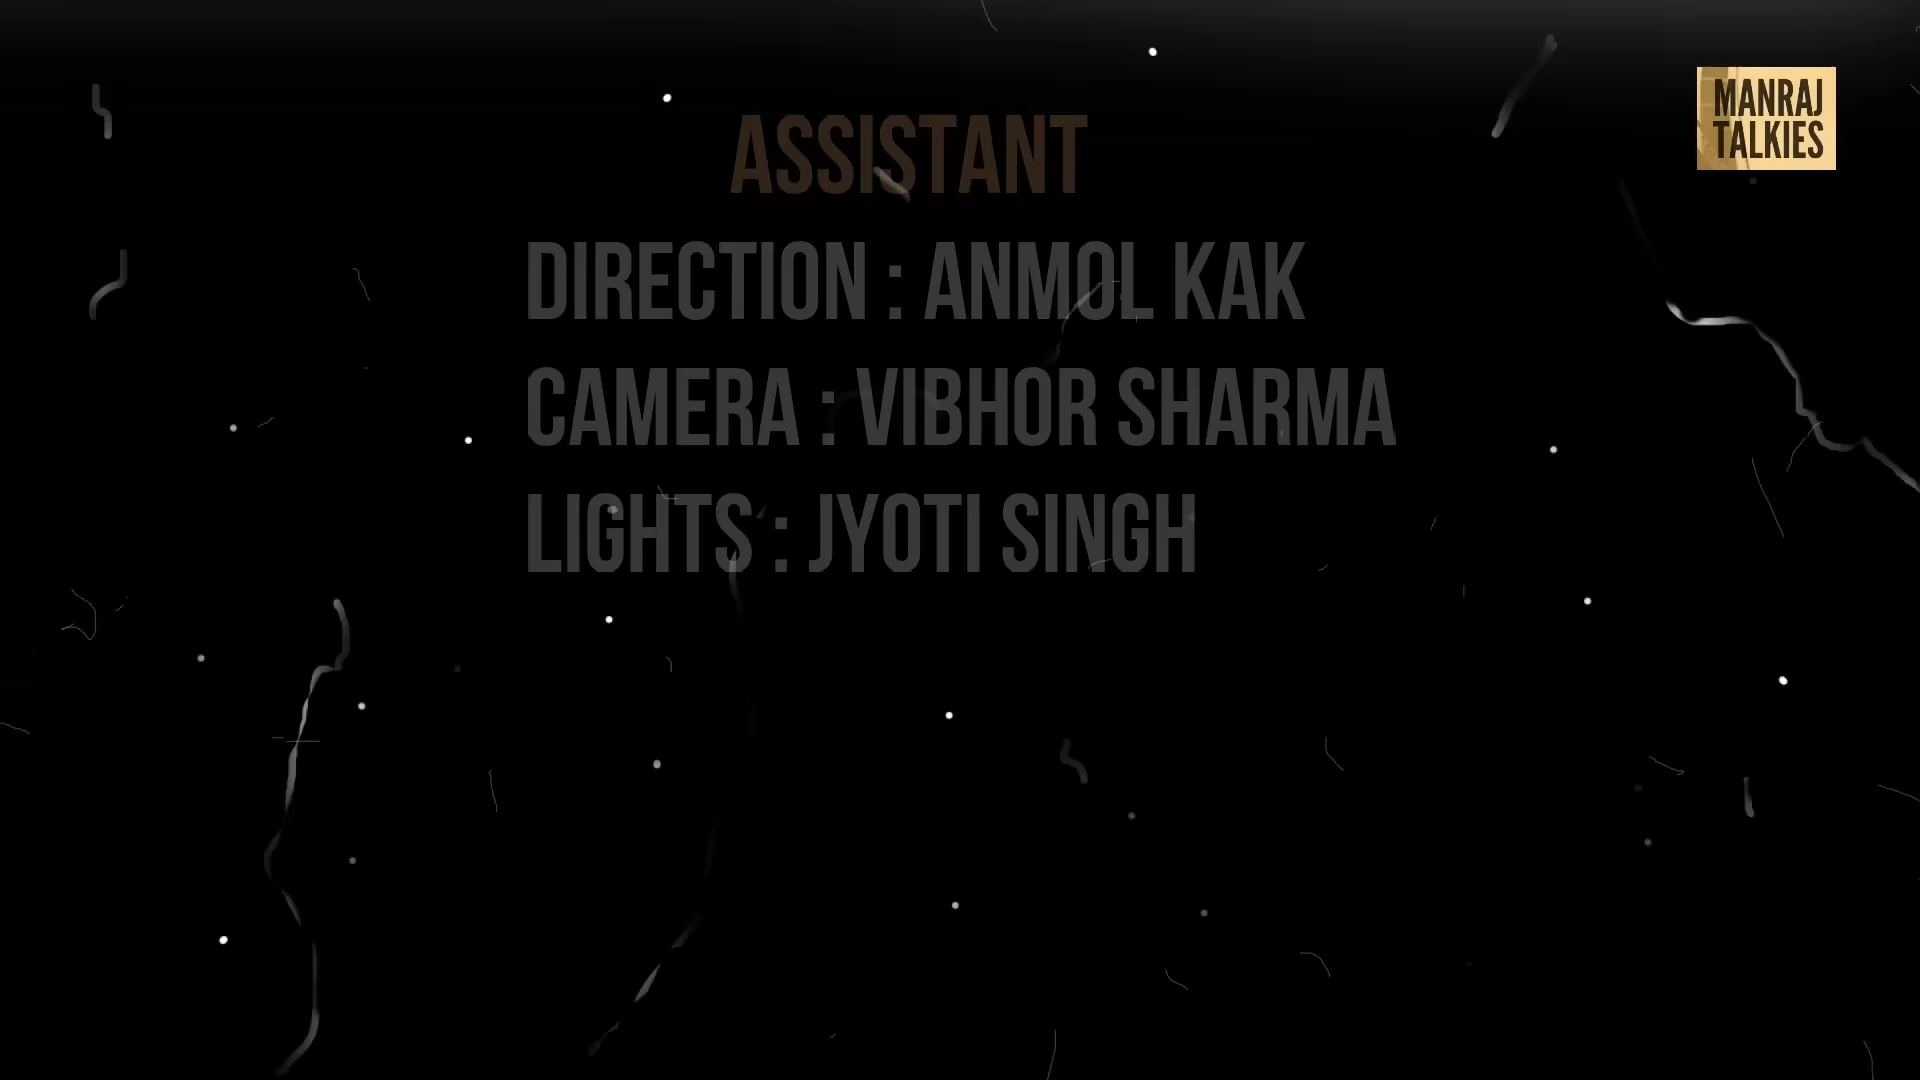 MANRAJ
TALKIES
ASSISTANT
DIRECTION : ANMOL KAK
CAMERA : VIBHOR SHARMA
LIGHTS : JYOTI SINGH